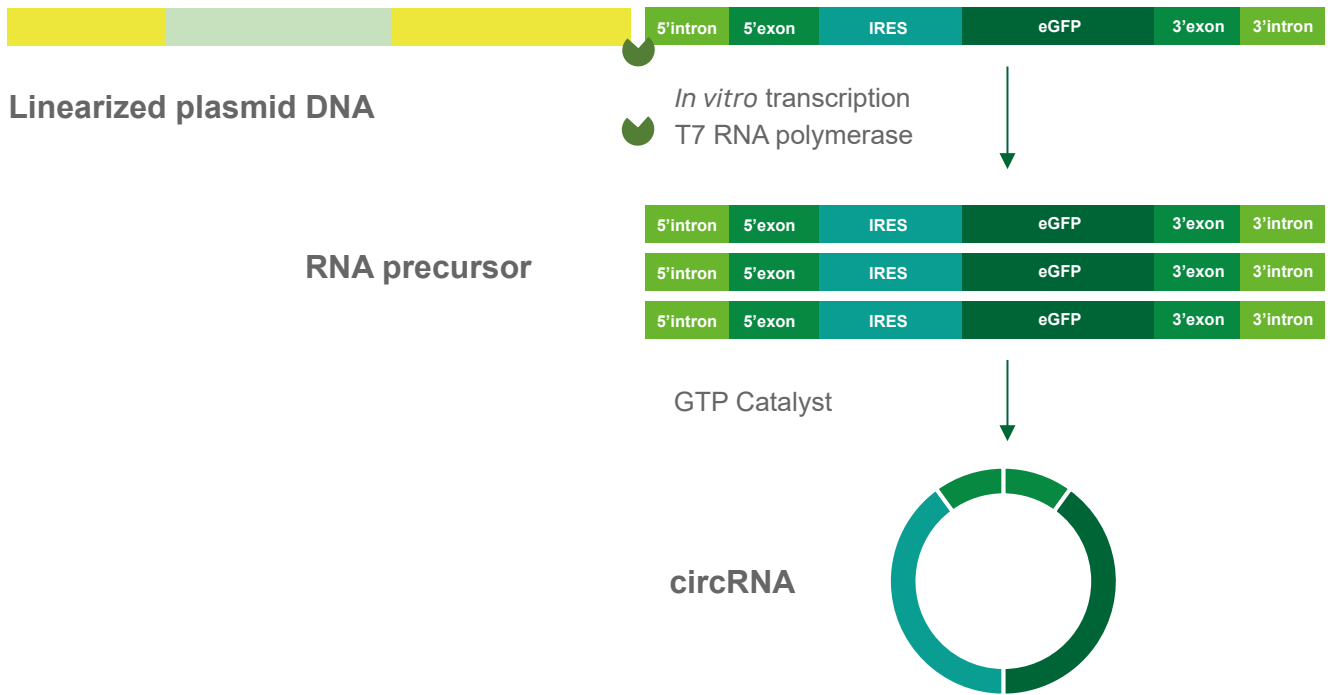 5’intron 5’exon IRES eGFP 3’exon 3’intron
Linearized plasmid DNA
In vitro transcription
T7 RNA polymerase
5’intron 5’exon IRES eGFP 3’exon 3’intron
RNA precursor
5’intron 5’exon IRES eGFP 3’exon 3’intron
5’intron 5’exon IRES eGFP 3’exon 3’intron
GTP Catalyst
circRNA